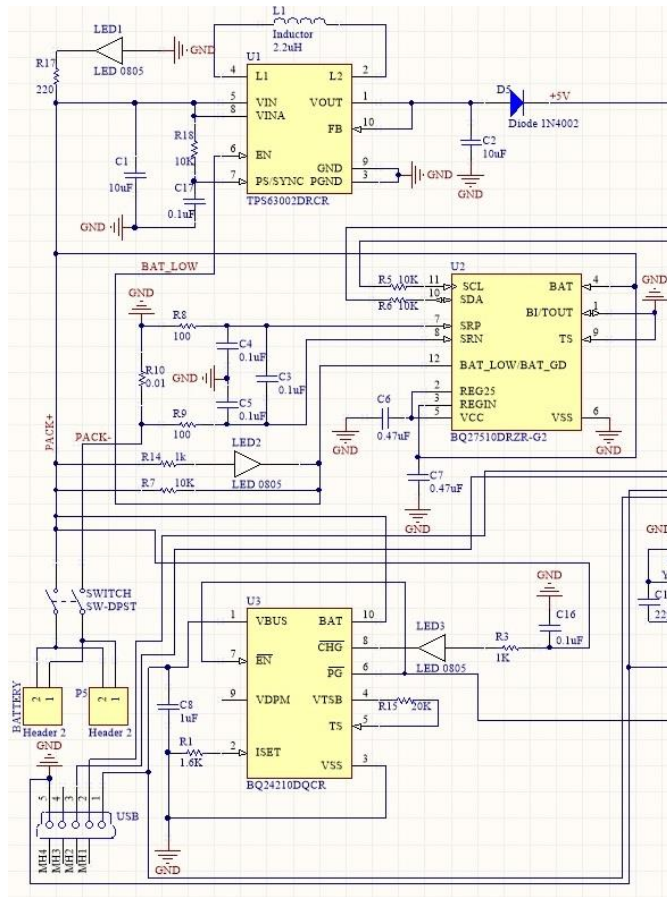 L1
Inductor
2.2uH
LED1
GND
LED 0805
R17
220
U1
4 L1 L2 2
5 VIN VOUT 1
8 VINA
FB 10
6 EN
GND 9
7 PS/SYNC PGND 3
TPS63002DRCR
R18
10K
C1
10uF
C17
0.1uF
GND
GND
D5
+5V
Diode 1N4002
C2
10uF
GND
BAT_LOW
U2
R5 10K 11 SCL BAT 4
R6 10K 10 SDA
BI/TOUT 1
7 SRP
8 SRN TS 9
12 BAT_LOW/BAT_GD
2 REG25
3 REGIN
5 VCC VSS 6
BQ27510DRZR-G2
GND
GND
GND
R8
100
R10
0.01
C4
0.1uF
GND
C3
0.1uF
C5
0.1uF
R9
100
C6
0.47uF
GND
C7
0.47uF
GND
PACK+
PACK-
LED2
R14 1k
LED 0805
R7 10K
SWITCH
SW-DPST
BATTERY
2 1
Header 2
P5
2 1
Header 2
GND
U3
1 VBUS BAT 10
CHG 8
7 EN
PG 6
9 VDPM VTSB 4
TS 5
2 ISET
VSS 3
BQ24210DQCR
LED3
LED 0805
R3
1K
GND
C16
0.1uF
R15 20K
C8
1uF
R1
1.6K
GND
GND
Y
C1
22
5 4 3 2 1
USB
MH4
MH3
MH2
MH1